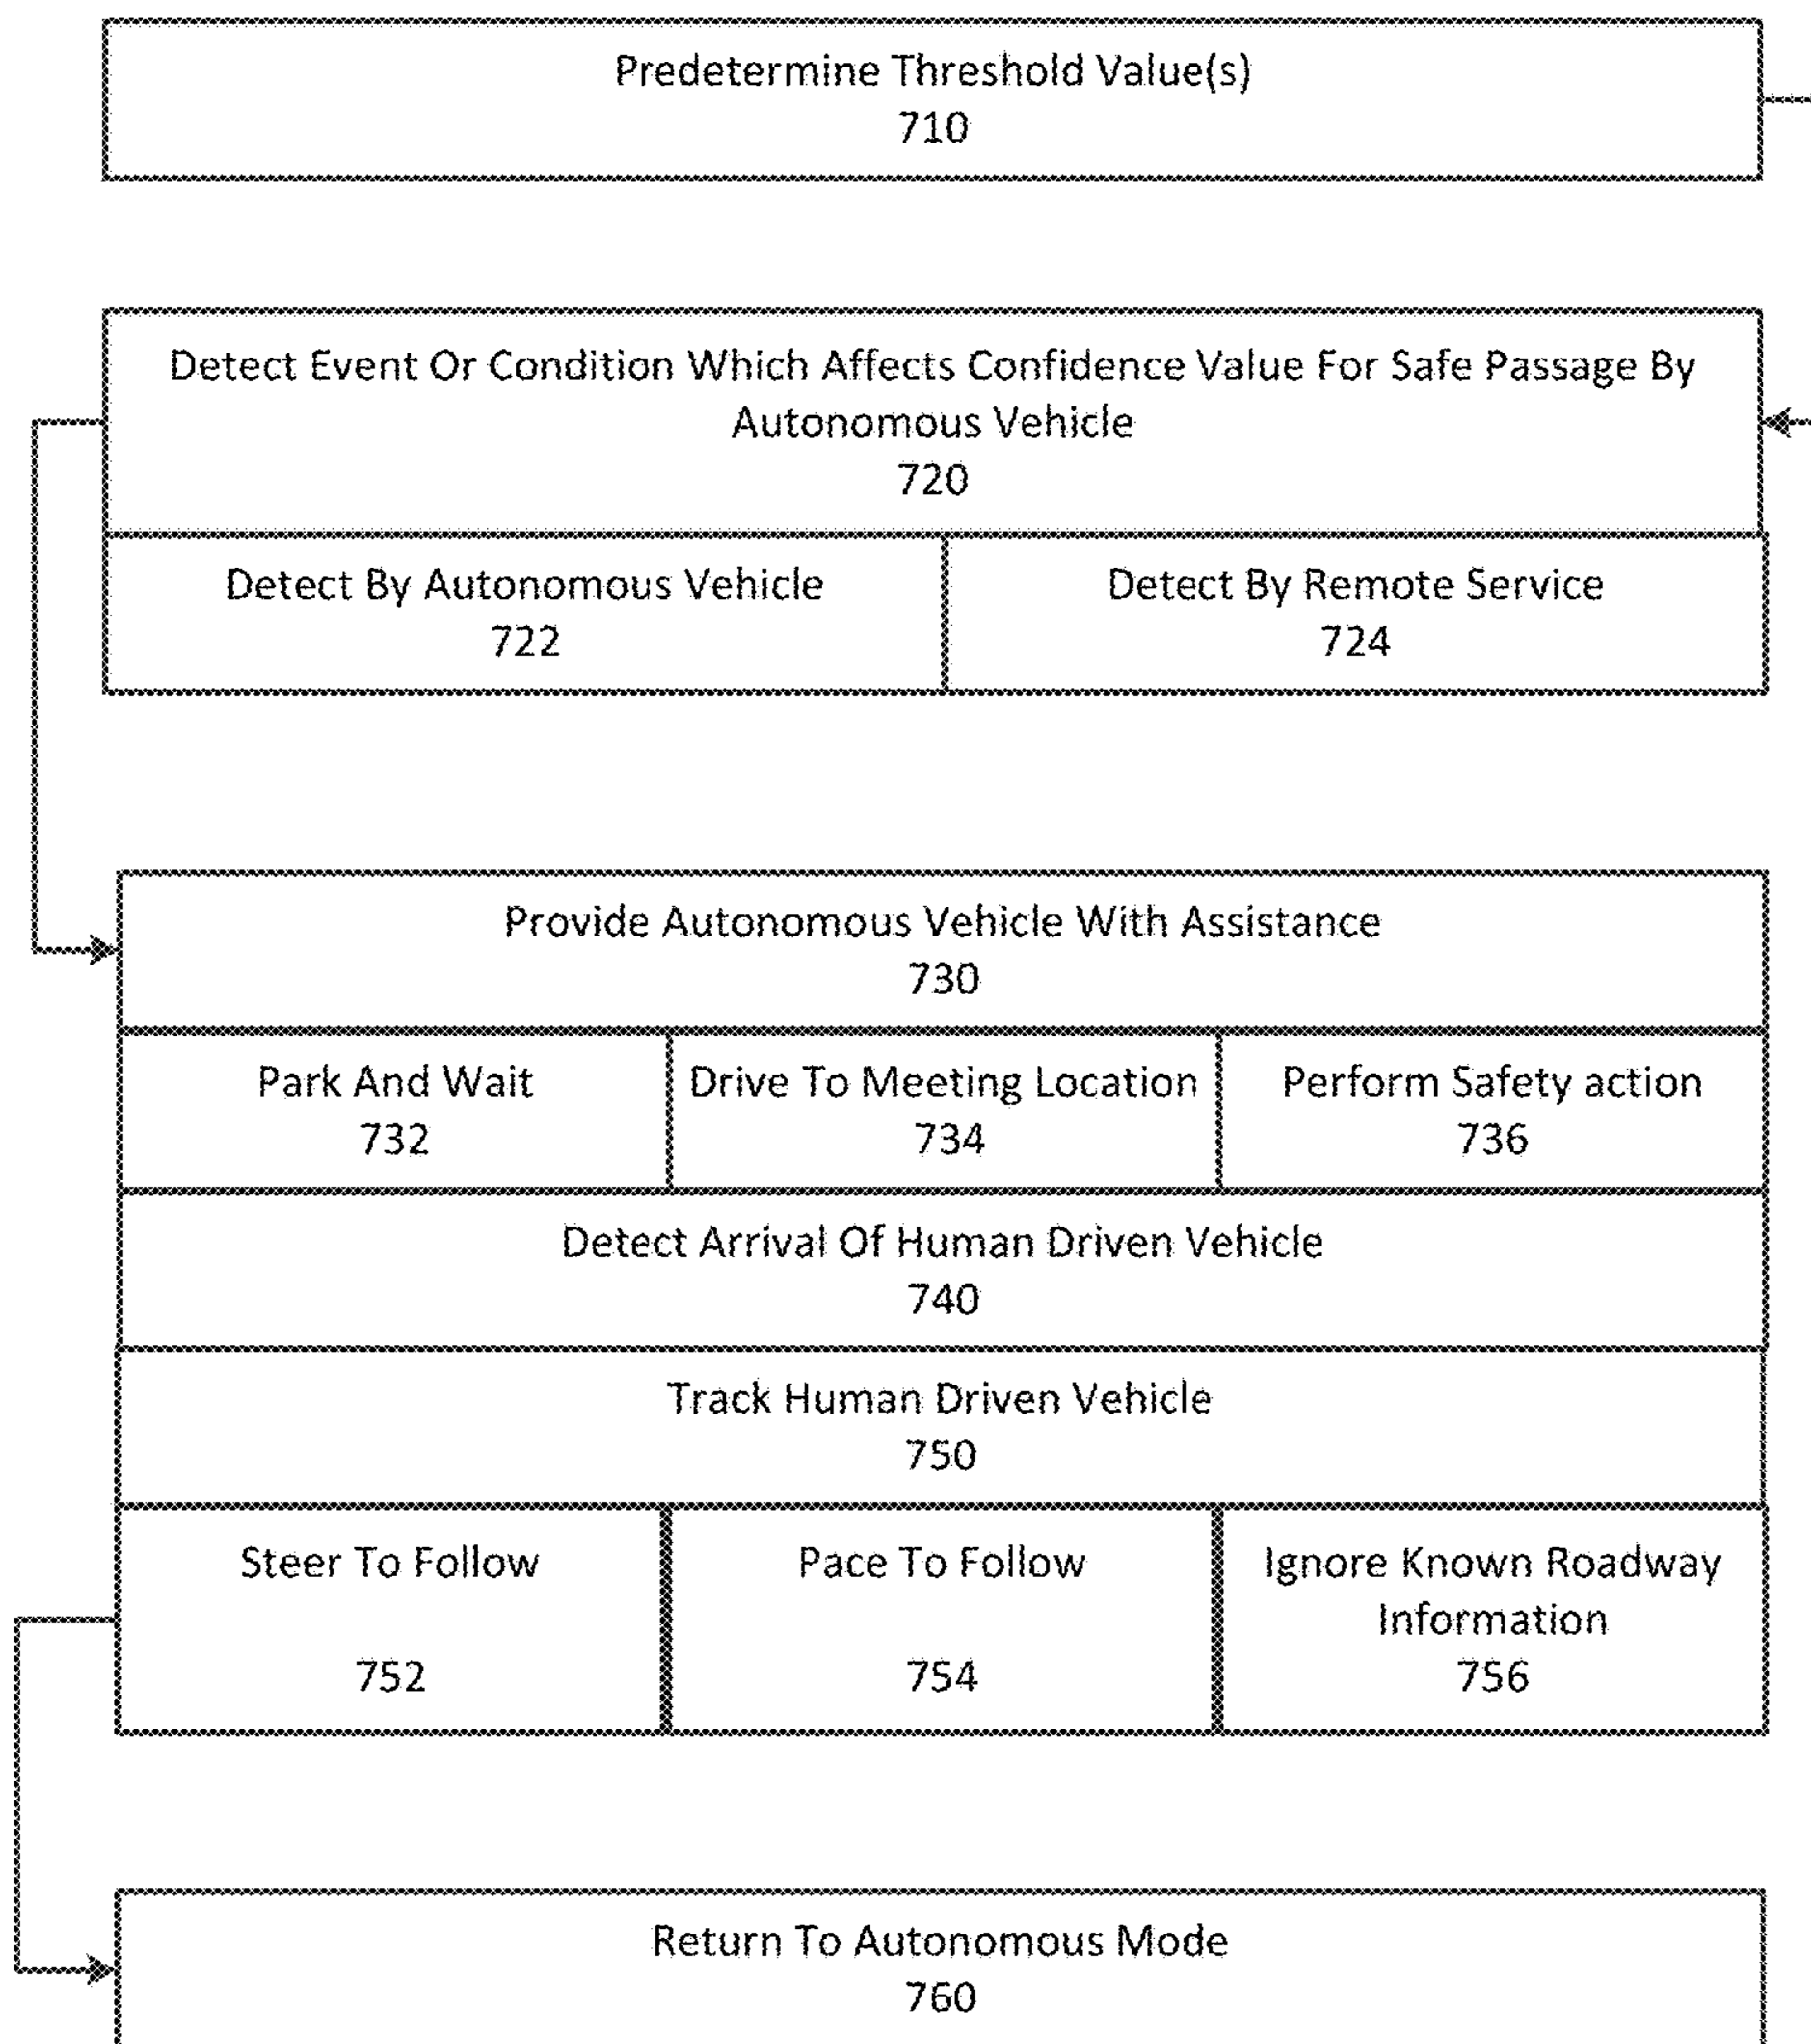 Predetermine Threshold Value(s)
710
Detect Event Or Condition Which Affects Confidence Value For Safe Passage By
Autonomous Vehicle
720
Detect By Autonomous Vehicle
722
Detect By Remote Service
724
Provide Autonomous Vehicle With Assistance
730
Park And Wait
732
Drive To Meeting Location
734
Perform Safety action
736
Detect Arrival Of Human Driven Vehicle
740
Track Human Driven Vehicle
750
Steer To Follow
752
Pace To Follow
754
Ignore Known Roadway
Information
756
Return To Autonomous Mode
760